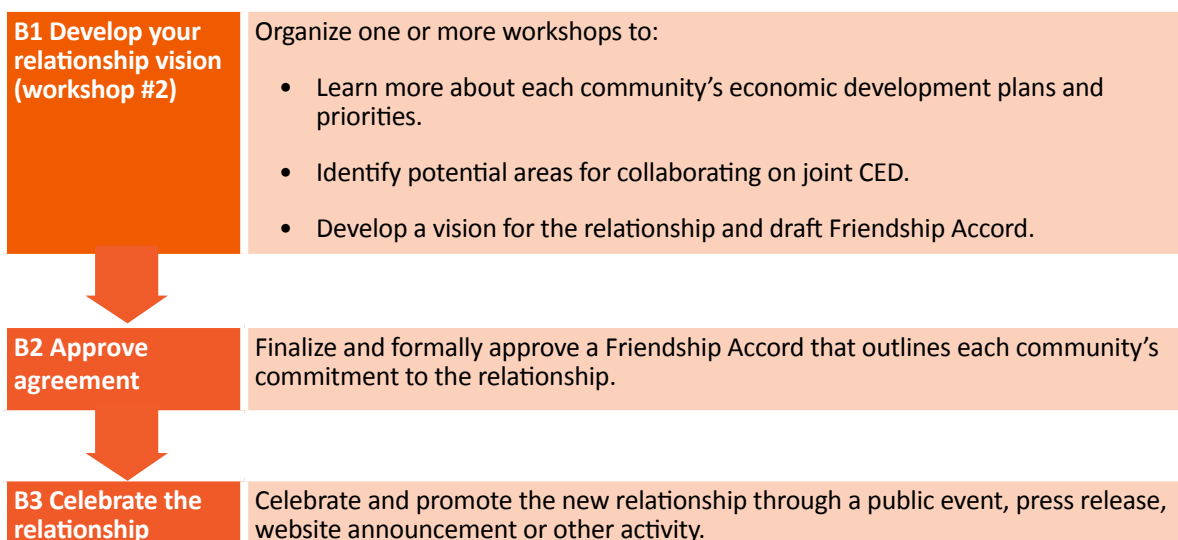 B1 Develop your
relationship vision
(workshop #2)
Organize one or more workshops to:
• Learn more about each community’s economic development plans and
priorities.
• Identify potential areas for collaborating on joint CED.
• Develop a vision for the relationship and draft Friendship Accord.
B2 Approve
agreement
Finalize and formally approve a Friendship Accord that outlines each community’s
commitment to the relationship.
B3 Celebrate the
relationship
Celebrate and promote the new relationship through a public event, press release,
website announcement or other activity.